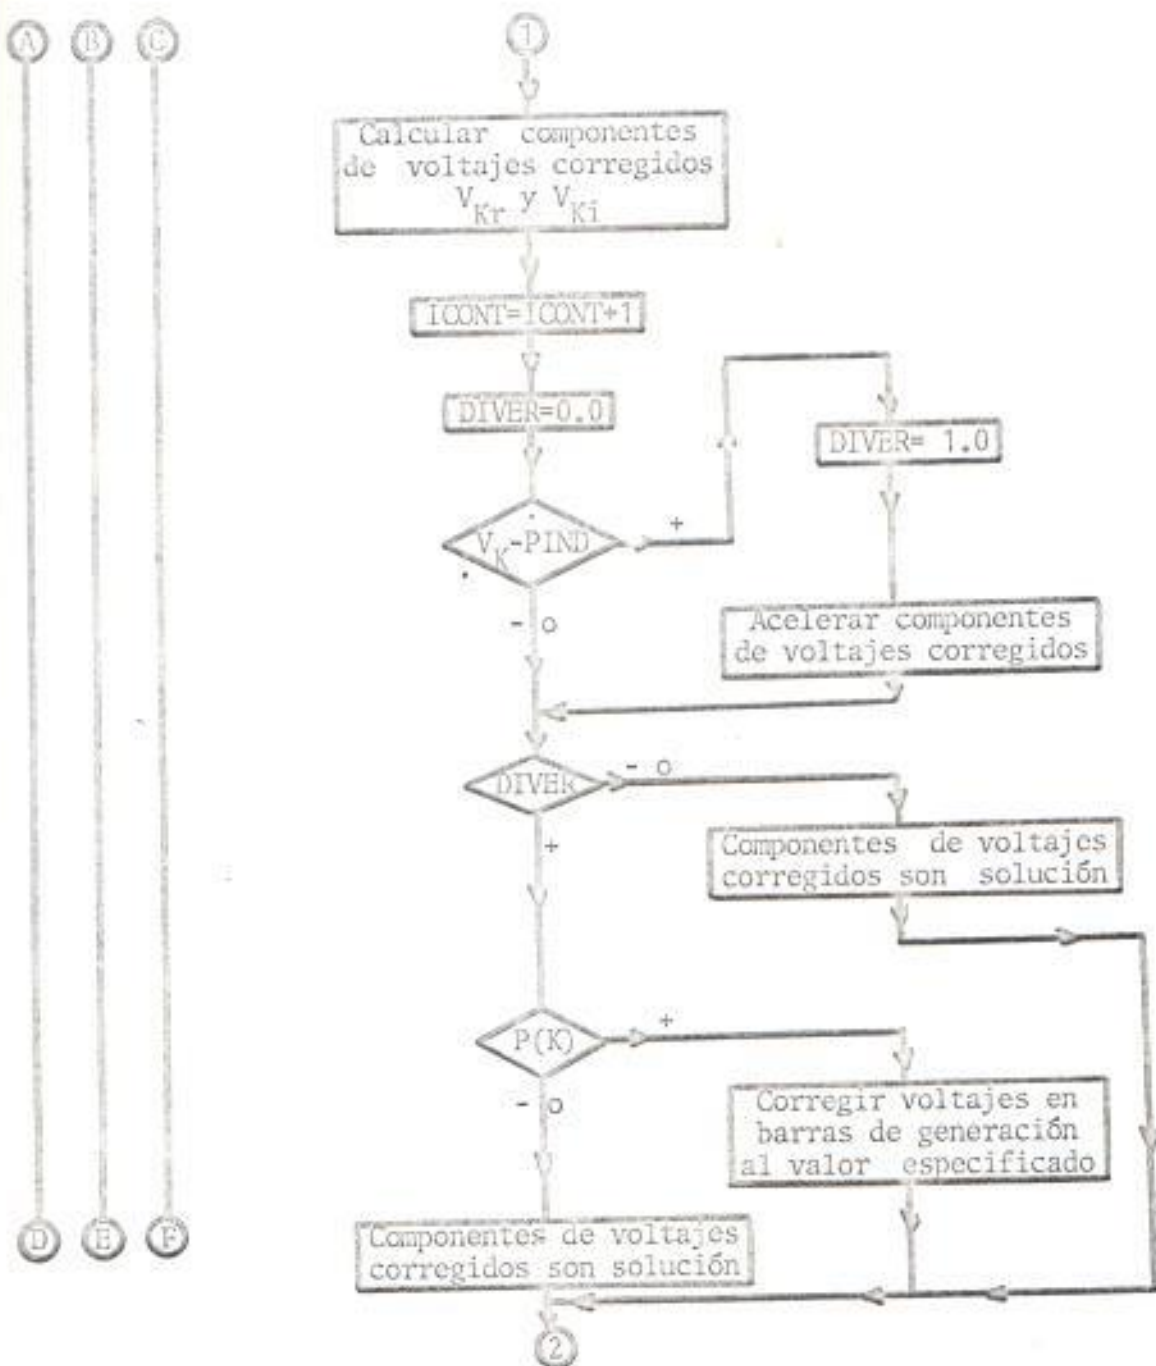 A B C
1
Calcular componentes
de voltajes corregidos
V_Kr y V_Ki
ICONT=ICONT+1
DIVER=0.0
DIVER= 1.0
V_K-PIND
+
- o
Acelerar componentes
de voltajes corregidos
DIVER
- o
+
Componentes de voltajes
corregidos son solución
P(K)
+
- o
Corregir voltajes en
barras de generación
al valor especificado
D E F
Componentes de voltajes
corregidos son solución
2